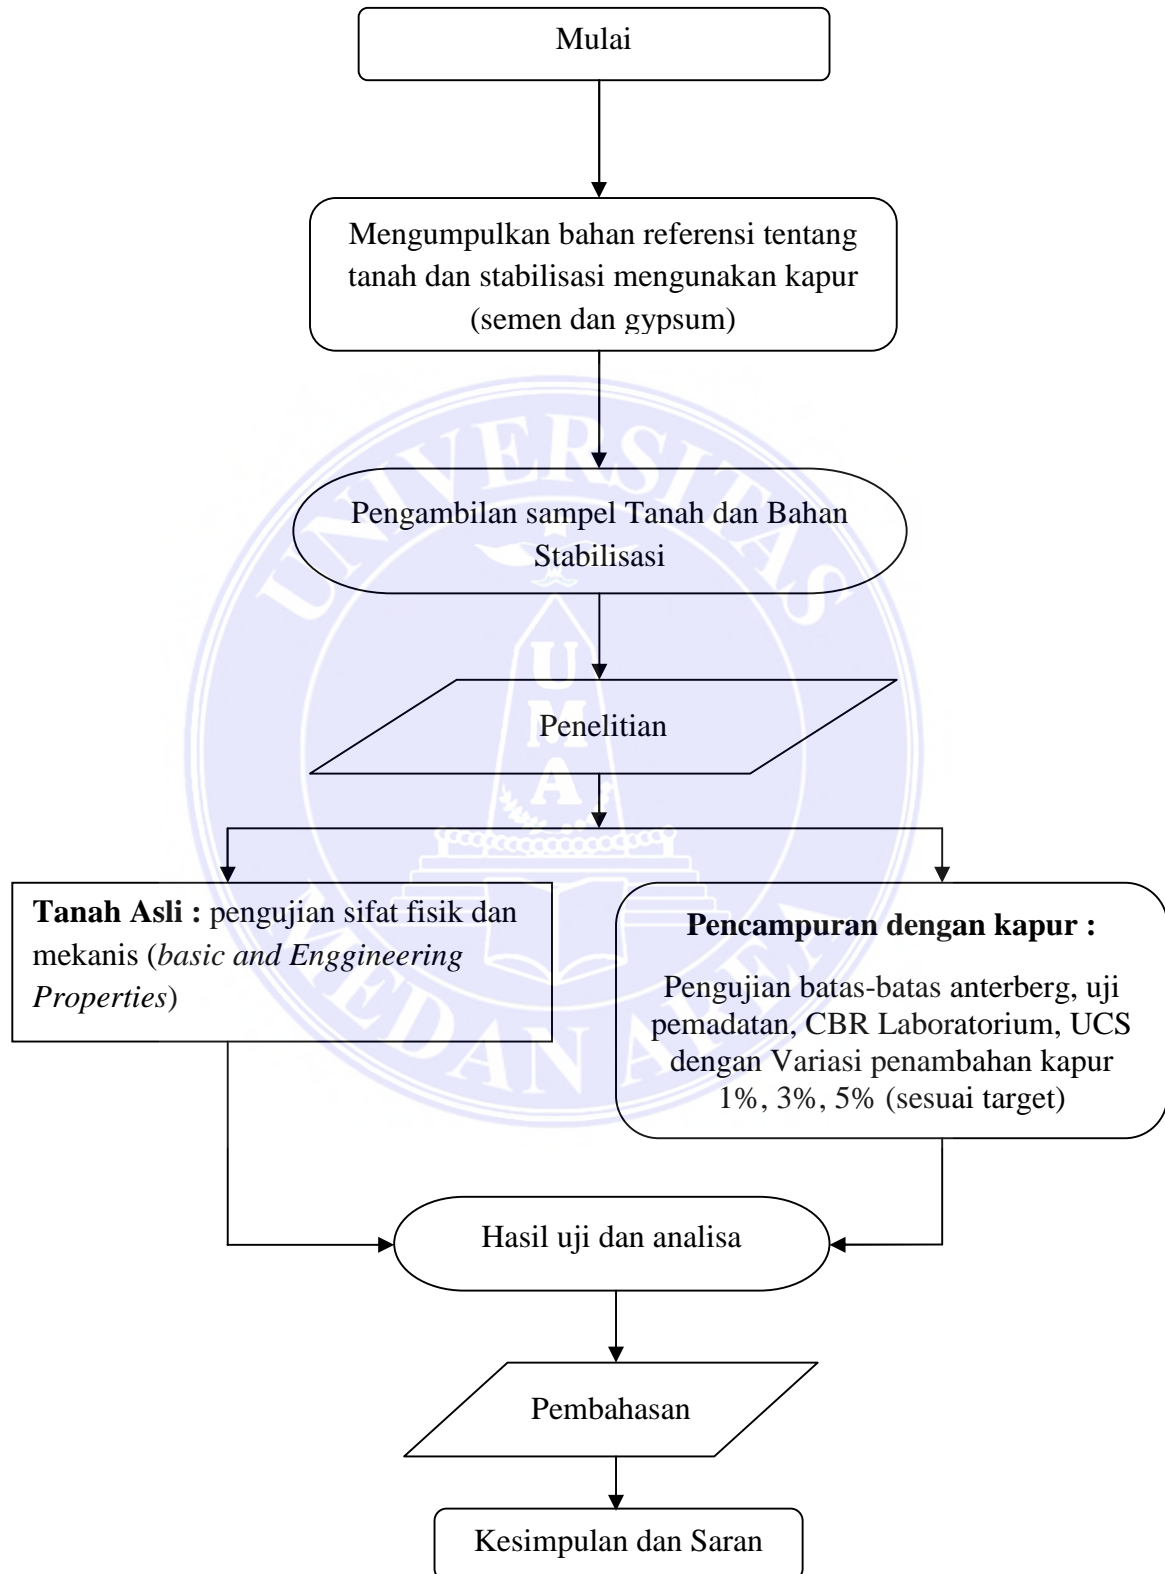 Mulai
Mengumpulkan bahan referensi tentang
tanah dan stabilisasi mengunakan kapur
(semen dan gypsum)
UNIVERSITAS
Pengambilan sampel Tanah dan Bahan
Stabilisasi
U
M
A
Penelitian
Tanah Asli : pengujian sifat fisik dan
mekanis (basic and Enggineering
Properties)
Pencampuran dengan kapur :
Pengujian batas-batas anterberg, uji
pemadatan, CBR Laboratorium, UCS
dengan Variasi penambahan kapur
1%, 3%, 5% (sesuai target)
MEDAN AREA
Hasil uji dan analisa
Pembahasan
Kesimpulan dan Saran